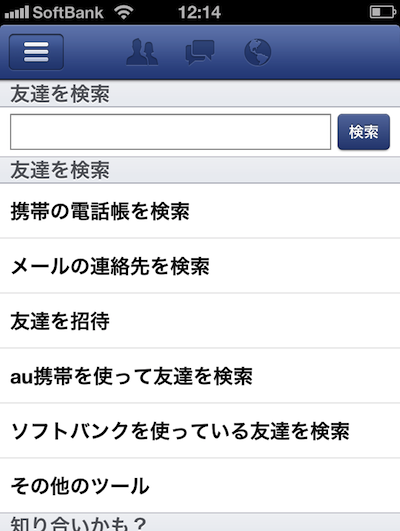 SoftBank 12:14
友達を検索
検索
友達を検索
携帯の電話帳を検索
メールの連絡先を検索
友達を招待
au携帯を使って友達を検索
ソフトバンクを使っている友達を検索
その他のツール
知り合いかも？